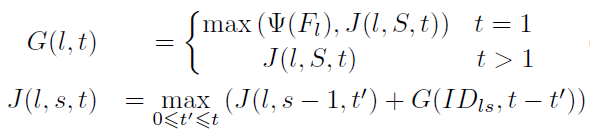 G(l, t) = { max (Ψ(F_l), J(l, S, t)) t = 1
J(l, S, t) t > 1
J(l, s, t) = max_{0⩽t′⩽t} (J(l, s − 1, t′) + G(ID_{ls}, t − t′))